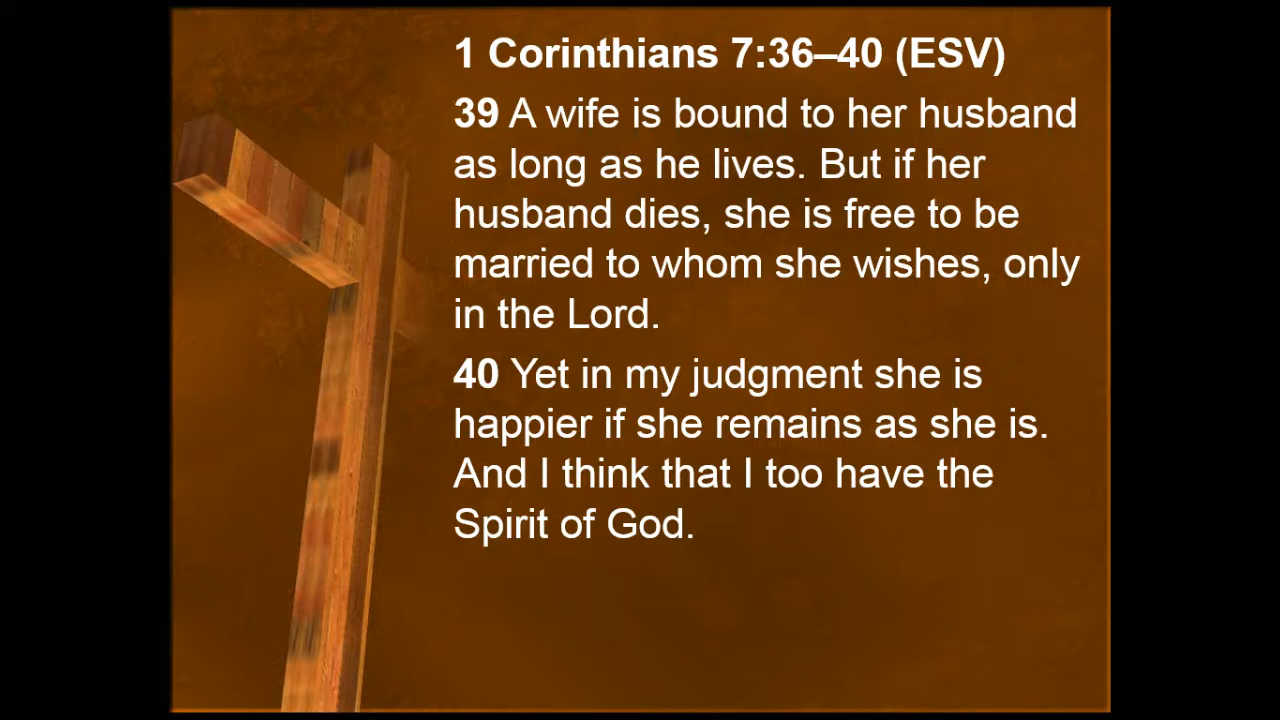 1 Corinthians 7:36–40 (ESV)
39 A wife is bound to her husband
as long as he lives. But if her
husband dies, she is free to be
married to whom she wishes, only
in the Lord.
40 Yet in my judgment she is
happier if she remains as she is.
And I think that I too have the
Spirit of God.